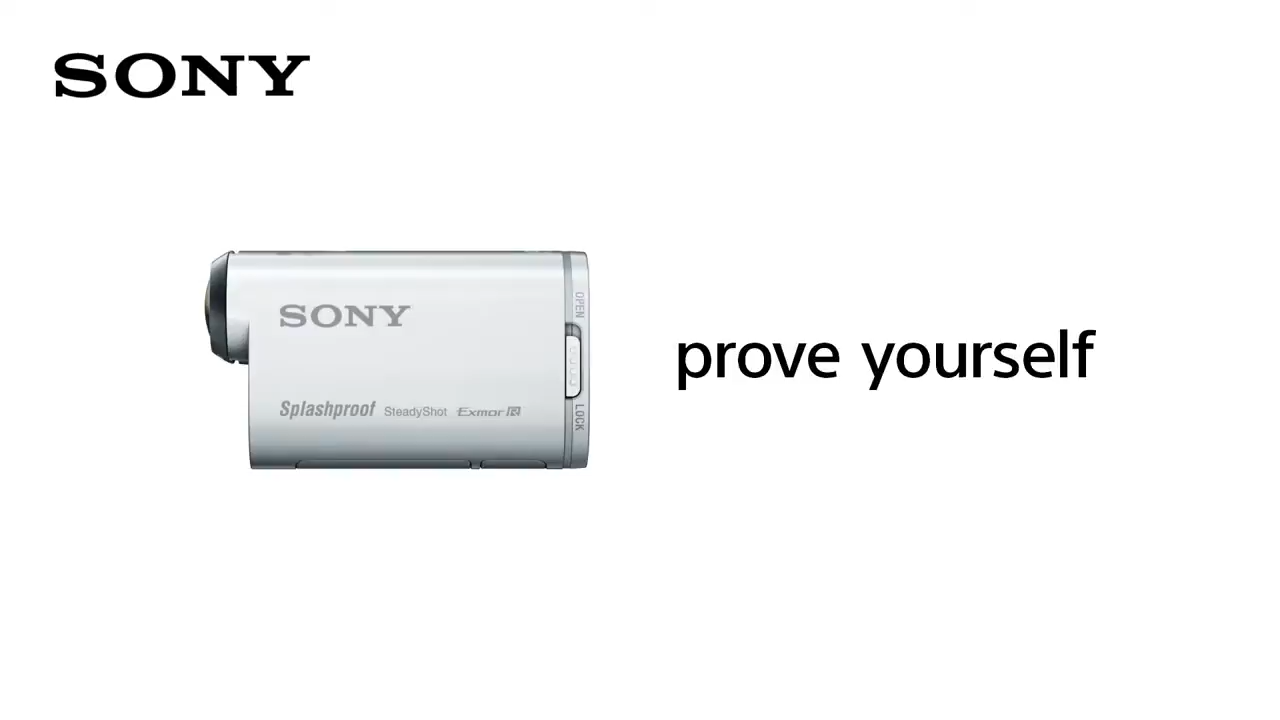 SONY
SONY
OPEN
prove yourself
LOCK
Splashproof SteadyShot Exmor R